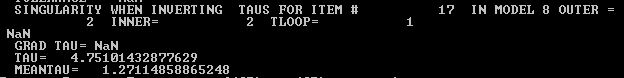 SINGULARITY WHEN INVERTING TAUS FOR ITEM # 17 IN MODEL 8 OUTER =
2 INNER= 2 TLOOP= 1
NaN
GRAD TAU= NaN
TAU= 4.75101432877629
MEANTAU= 1.27114858865248